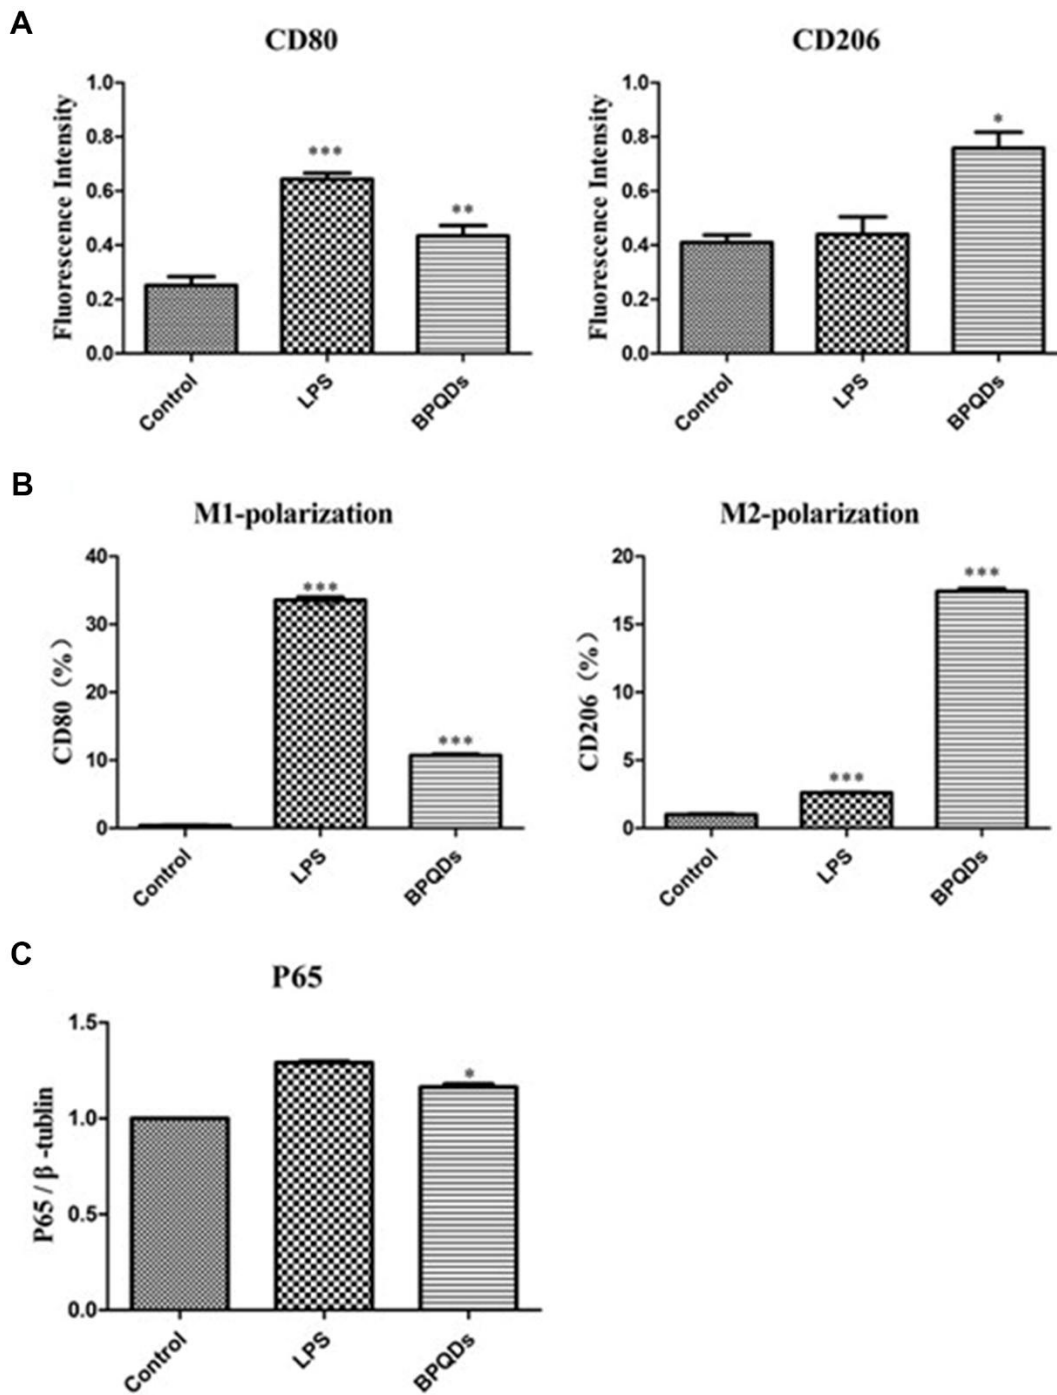 A
CD80
CD206
Fluorescence Intensity
1.0
0.8
0.6
0.4
0.2
0.0
***
**
Control
LPS
BPQDs
Fluorescence Intensity
1.0
0.8
0.6
0.4
0.2
0.0
*
Control
LPS
BPQDs
B
M1-polarization
M2-polarization
CD80（%）
40
30
20
10
0
***
***
Control
LPS
BPQDs
CD206（%）
20
15
10
5
0
***
***
Control
LPS
BPQDs
C
P65
P65 / β -tublin
1.5
1.0
0.5
0.0
*
Control
LPS
BPQDs